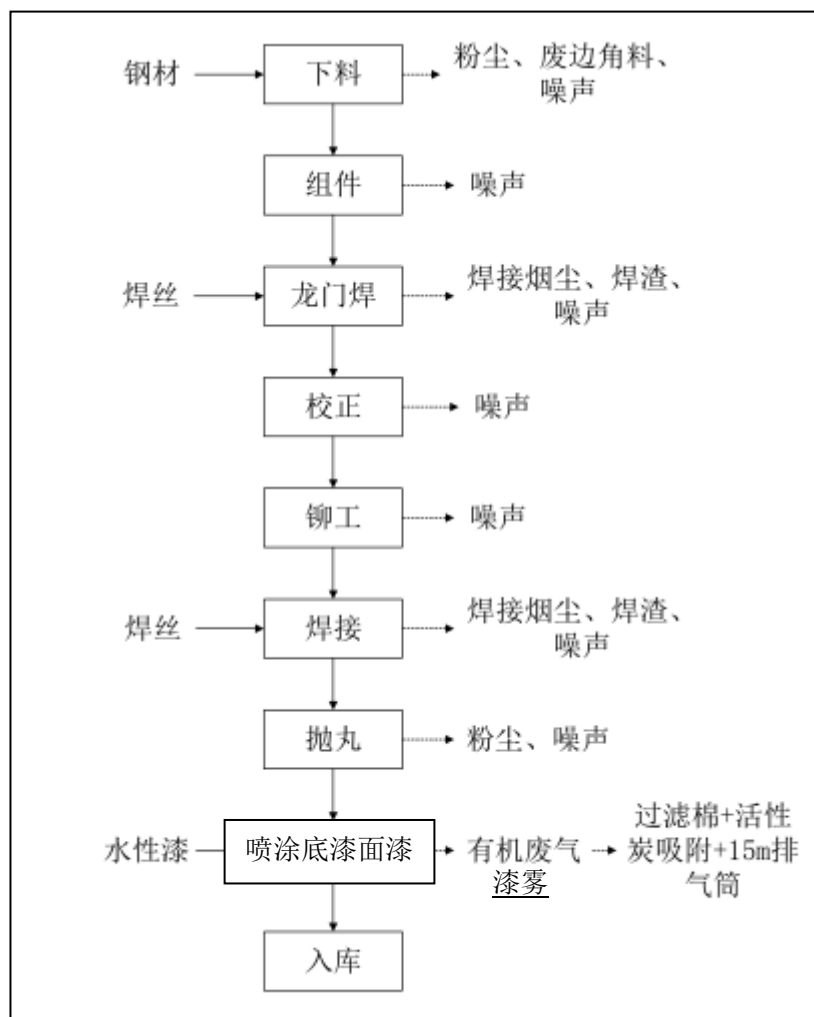 钢材
下料
粉尘、废边角料、
噪声
组件
噪声
焊丝
龙门焊
焊接烟尘、焊渣、
噪声
校正
噪声
铆工
噪声
焊丝
焊接
焊接烟尘、焊渣、
噪声
抛丸
粉尘、噪声
水性漆
喷涂底漆面漆
有机废气
漆雾
过滤棉+活性
炭吸附+15m排
气筒
入库